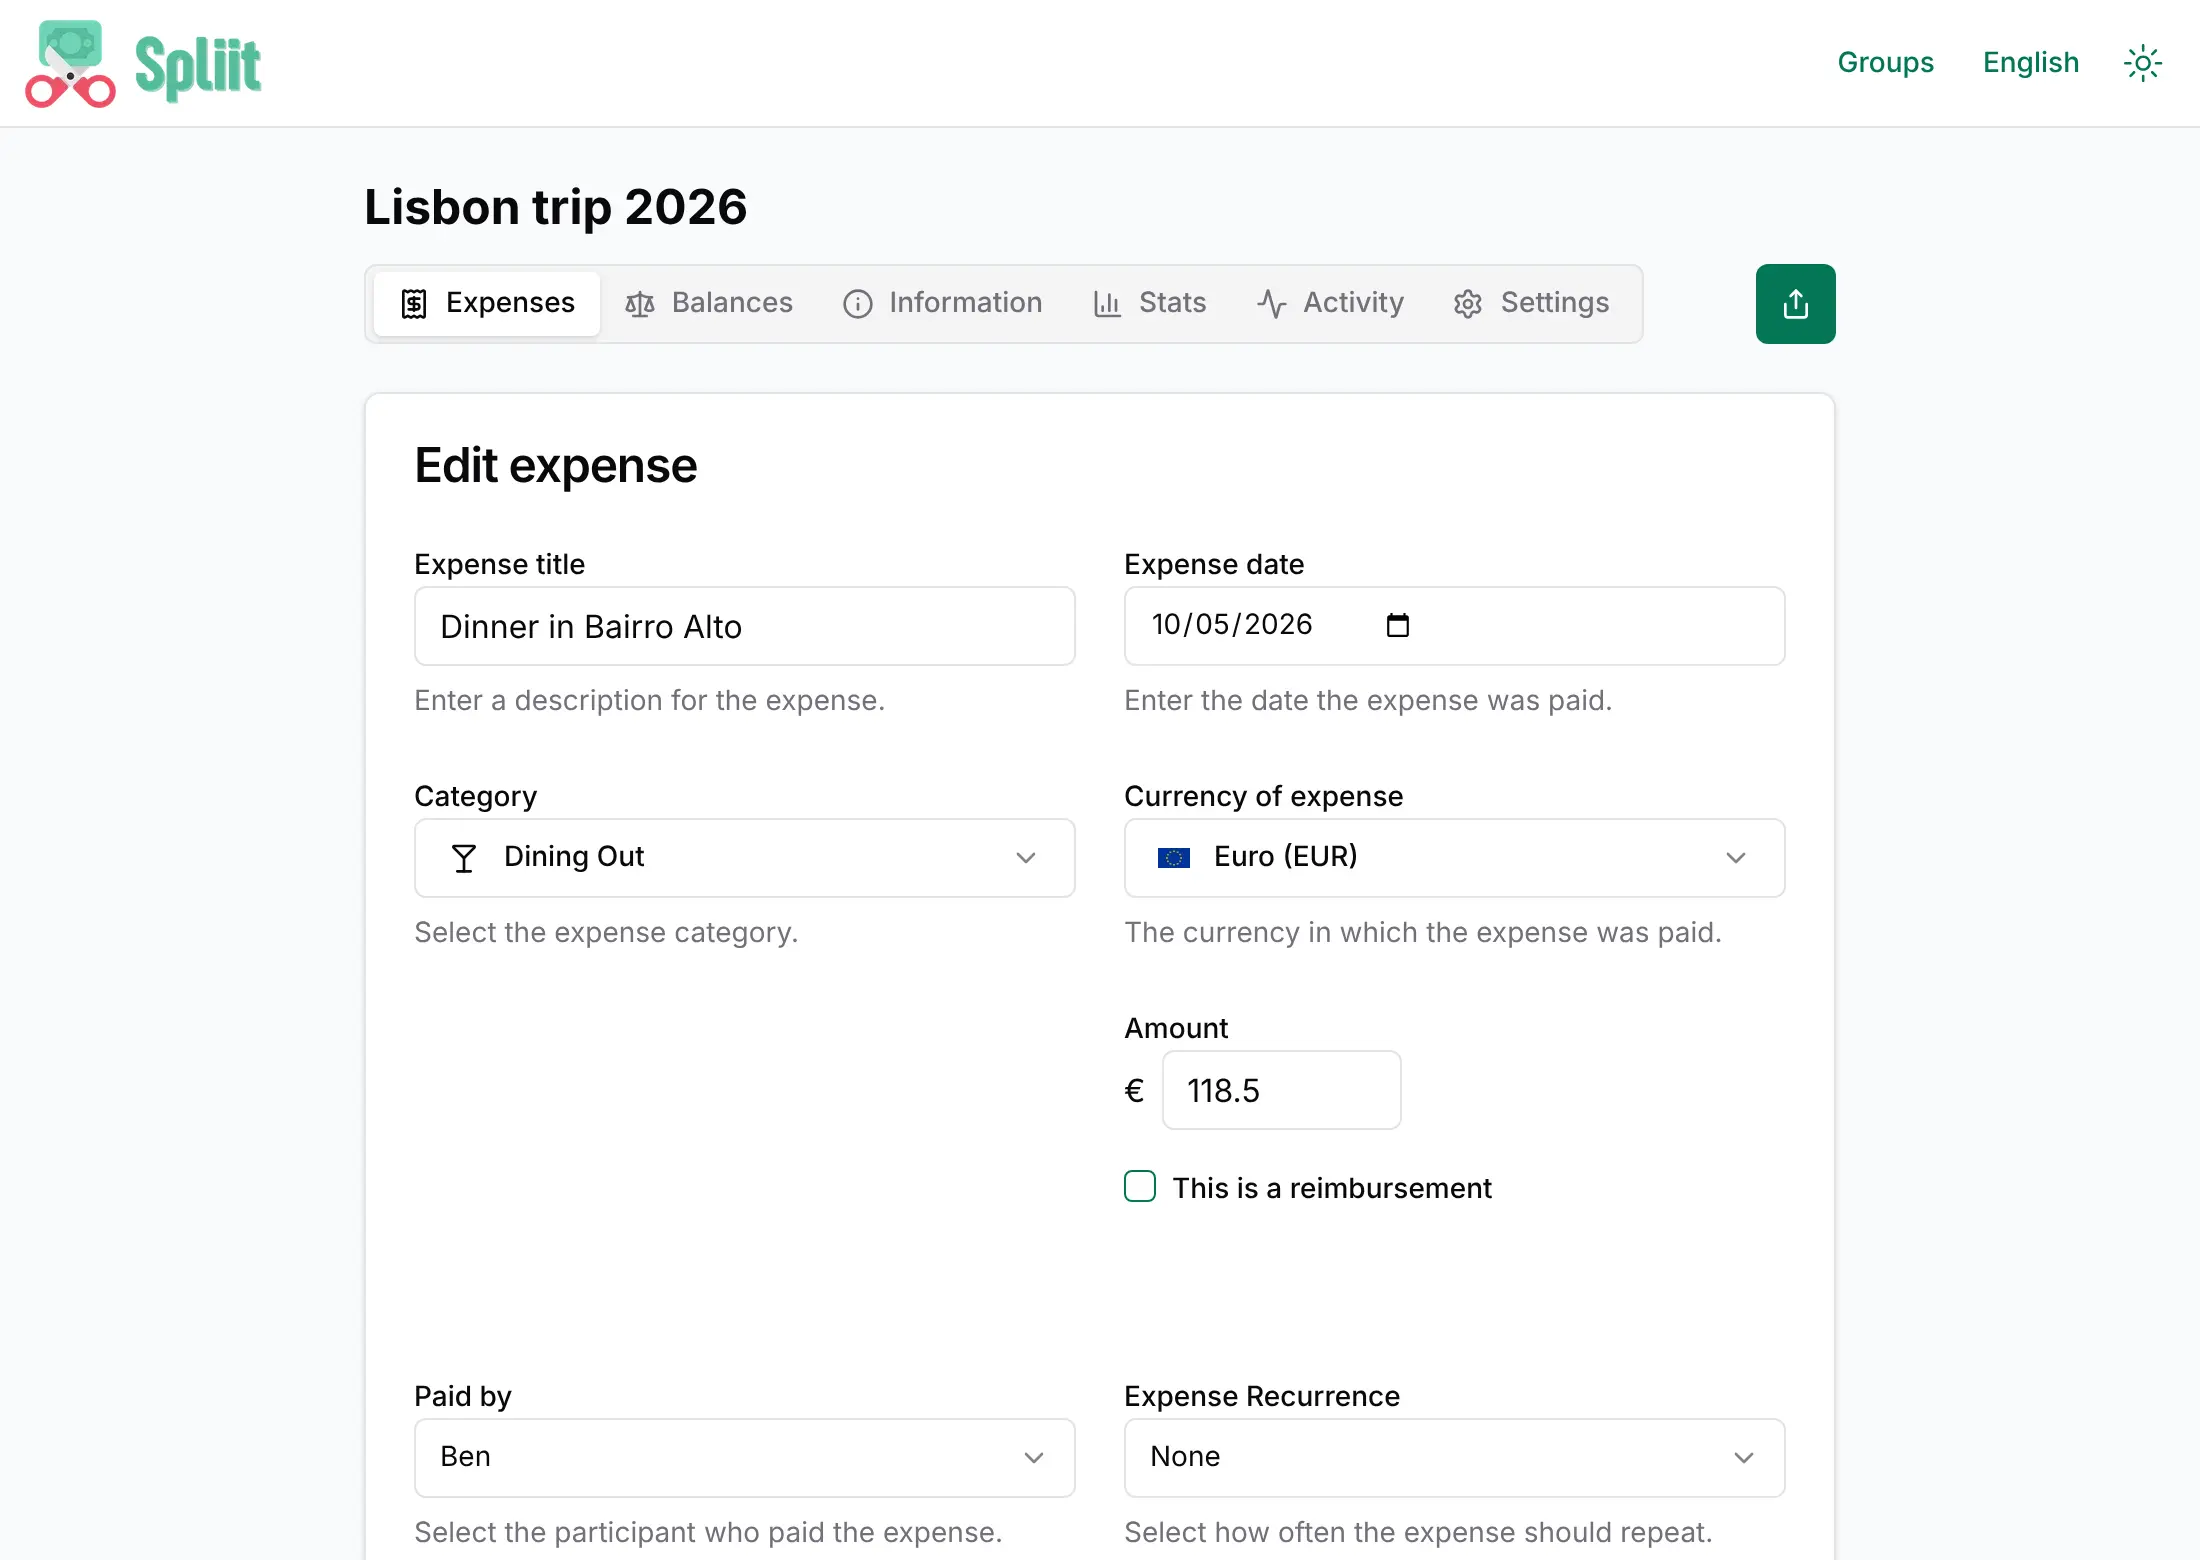 Spliit
Groups
English
Lisbon trip 2026
Expenses
Balances
Information
Stats
Activity
Settings
Edit expense
Expense title
Dinner in Bairro Alto
Enter a description for the expense.
Expense date
10/05/2026
Enter the date the expense was paid.
Category
Dining Out
Select the expense category.
Currency of expense
Euro (EUR)
The currency in which the expense was paid.
Amount
€ 118.5
This is a reimbursement
Paid by
Ben
Select the participant who paid the expense.
Expense Recurrence
None
Select how often the expense should repeat.